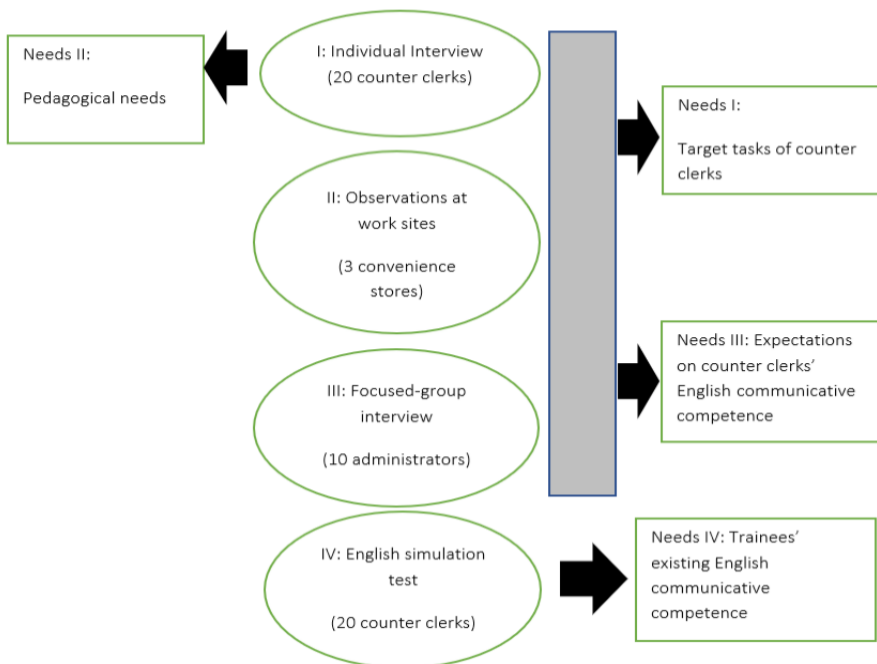 Needs II:
Pedagogical needs
I: Individual Interview
(20 counter clerks)
Needs I:
Target tasks of counter
clerks
II: Observations at
work sites
(3 convenience
stores)
Needs III: Expectations
on counter clerks’
English communicative
competence
III: Focused-group
interview
(10 administrators)
IV: English simulation
test
(20 counter clerks)
Needs IV: Trainees’
existing English
communicative
competence